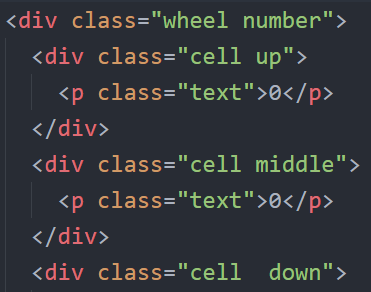 <div class="wheel number">
  <div class="cell up">
    <p class="text">0</p>
  </div>
  <div class="cell middle">
    <p class="text">0</p>
  </div>
  <div class="cell  down">